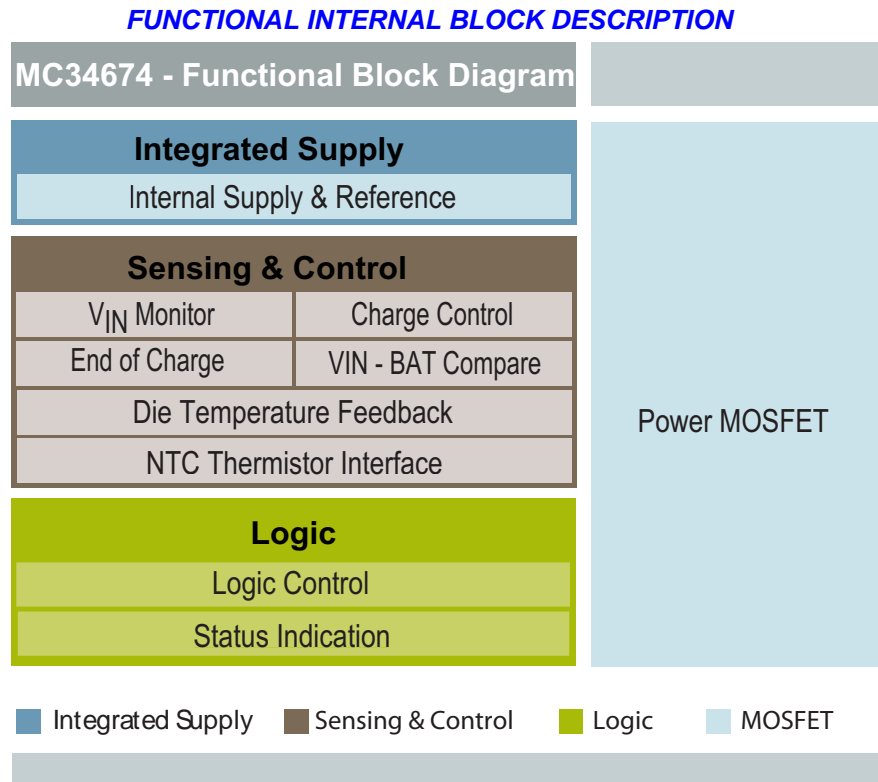 FUNCTIONAL INTERNAL BLOCK DESCRIPTION
MC34674 - Functional Block Diagram
Integrated Supply
Internal Supply & Reference
Sensing & Control
VIN Monitor
Charge Control
End of Charge
VIN - BAT Compare
Die Temperature Feedback
NTC Thermistor Interface
Logic
Logic Control
Status Indication
Power MOSFET
Integrated Supply
Sensing & Control
Logic
MOSFET